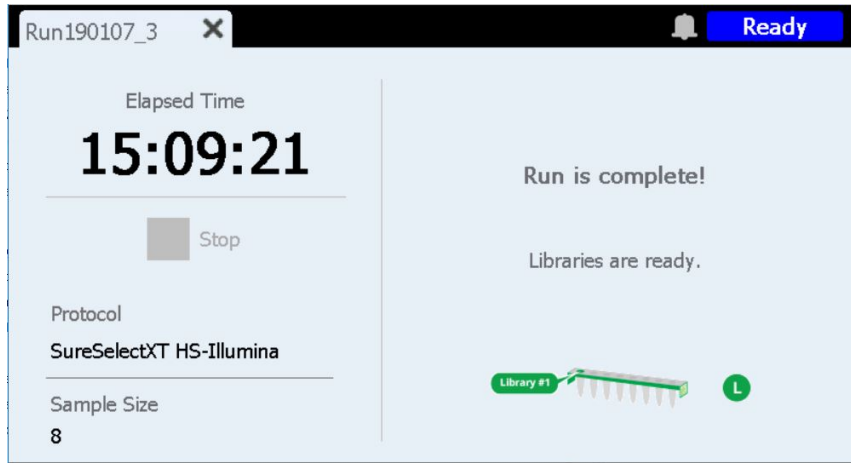 Run190107_3
Ready
Elapsed Time
15:09:21
Stop
Protocol
SureSelectXT HS-Illumina
Sample Size
8
Run is complete!
Libraries are ready.
Library #1
L